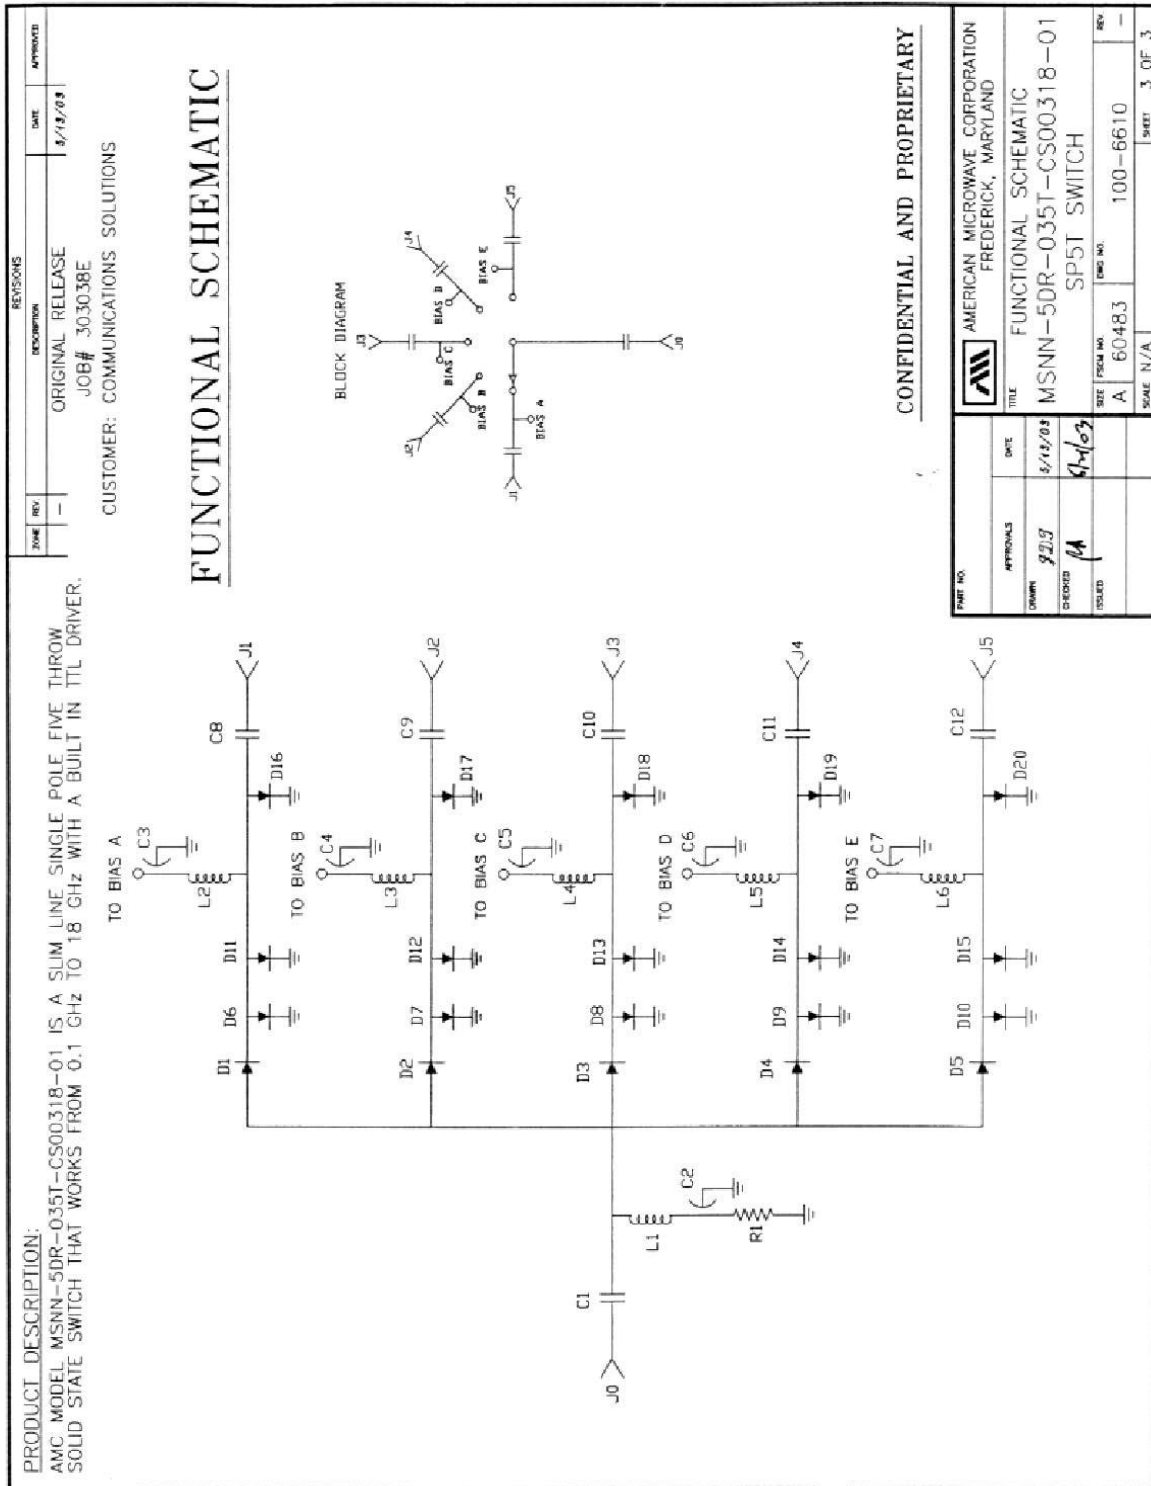 PRODUCT DESCRIPTION:
AMC MODEL MSNN-5DR-035T-CS00318-01 IS A SLIM LINE SINGLE POLE FIVE THROW
SOLID STATE SWITCH THAT WORKS FROM 0.1 GHz TO 18 GHz WITH A BUILT IN TTL DRIVER.
REVISIONS
ZONE REV. DESCRIPTION DATE APPROVED
— ORIGINAL RELEASE 5/13/03
JOB# 303038E
CUSTOMER: COMMUNICATIONS SOLUTIONS
FUNCTIONAL SCHEMATIC
TO BIAS A
C3
L2
D1
D6
D11
D16
C8
J1
TO BIAS B
C4
L3
D2
D7
D12
D17
C9
J2
TO BIAS C
C5
L4
D3
D8
D13
D18
C10
J3
TO BIAS D
C6
L5
D4
D9
D14
D19
C11
J4
TO BIAS E
C7
L6
D5
D10
D15
D20
C12
J5
J0
C1
L1
C2
R1
BLOCK DIAGRAM
J1
BIAS A
J2
BIAS B
J3
BIAS C
J4
BIAS D
J5
BIAS E
J0
CONFIDENTIAL AND PROPRIETARY
PART NO.
APPROVALS DATE
DRAWN 5/13/03
CHECKED
ISSUED
AMERICAN MICROWAVE CORPORATION
FREDERICK, MARYLAND
TITLE
FUNCTIONAL SCHEMATIC
MSNN-5DR-035T-CS00318-01
SP5T SWITCH
SIZE FSCM NO. DWG NO. REV.
A 60483 100-6610 —
SCALE N/A SHEET 3 OF 3